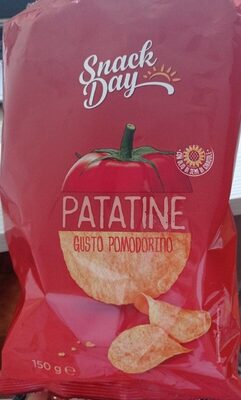 Snack
Day
PATATINE
GUSTO POMODORINO
150 g e